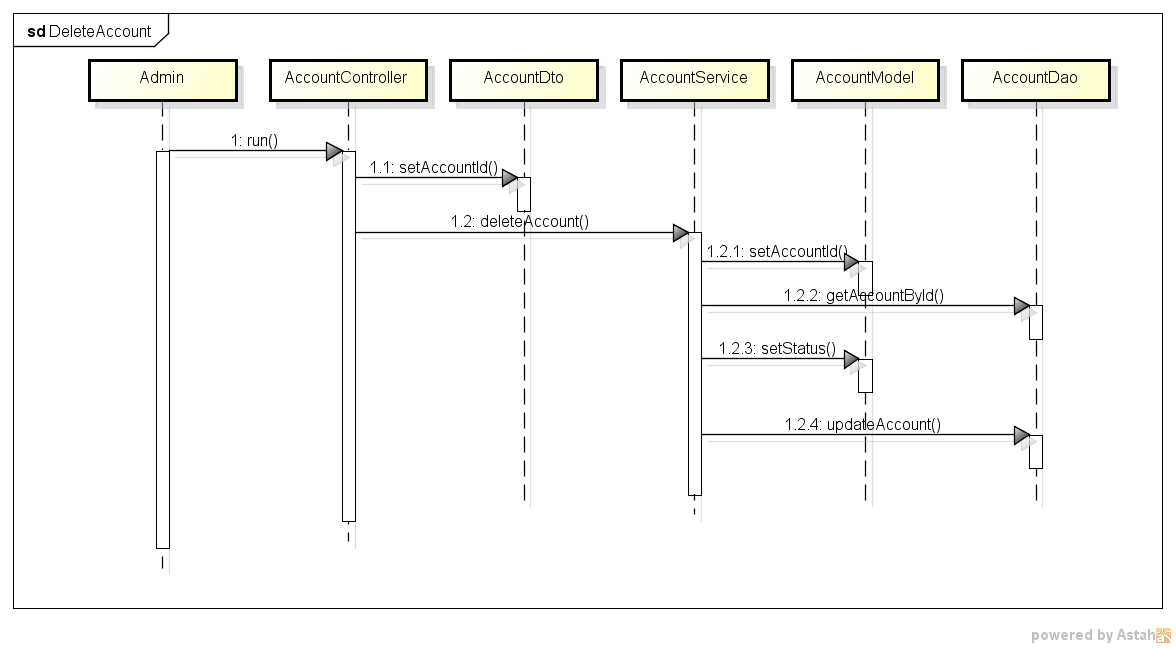 sd DeleteAccount
Admin
AccountController
AccountDto
AccountService
AccountModel
AccountDao
1: run()
1.1: setAccountId()
1.2: deleteAccount()
1.2.1: setAccountId()
1.2.2: getAccountById()
1.2.3: setStatus()
1.2.4: updateAccount()
powered by Astah